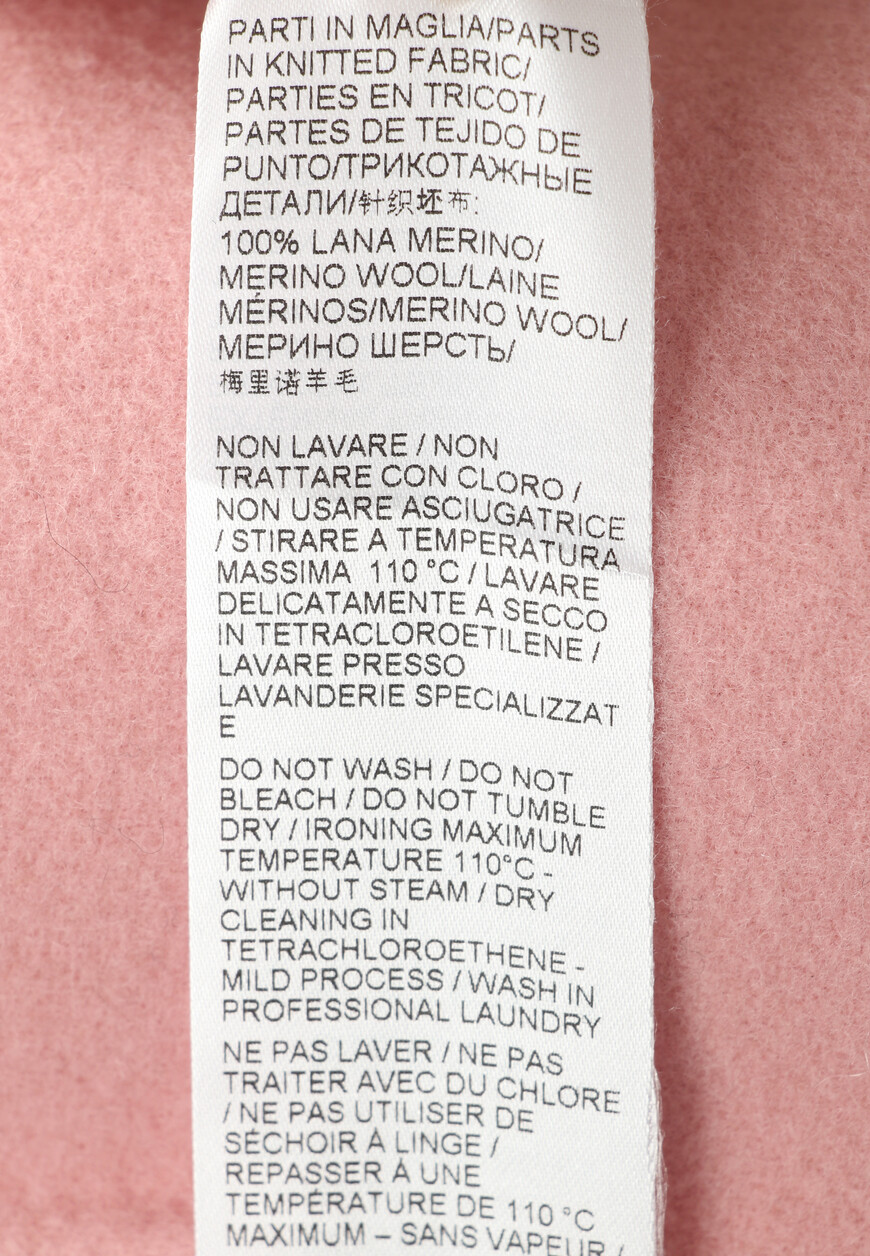 PARTI IN MAGLIA/PARTS
IN KNITTED FABRIC/
PARTIES EN TRICOT/
PARTES DE TEJIDO DE
PUNTO/ТРИКОТАЖНЫЕ
ДЕТАЛИ/针织坯布:
100% LANA MERINO/
MERINO WOOL/LAINE
MÉRINOS/MERINO WOOL/
МЕРИНО ШЕРСТЬ/
梅里诺羊毛
NON LAVARE / NON
TRATTARE CON CLORO /
NON USARE ASCIUGATRICE
/ STIRARE A TEMPERATURA
MASSIMA 110 °C / LAVARE
DELICATAMENTE A SECCO
IN TETRACLOROETILENE /
LAVARE PRESSO
LAVANDERIE SPECIALIZZAT
E
DO NOT WASH / DO NOT
BLEACH / DO NOT TUMBLE
DRY / IRONING MAXIMUM
TEMPERATURE 110°C -
WITHOUT STEAM / DRY
CLEANING IN
TETRACHLOROETHENE -
MILD PROCESS / WASH IN
PROFESSIONAL LAUNDRY
NE PAS LAVER / NE PAS
TRAITER AVEC DU CHLORE
/ NE PAS UTILISER DE
SÉCHOIR À LINGE /
REPASSER À UNE
TEMPÉRATURE DE 110 °C
MAXIMUM – SANS VAPEUR /